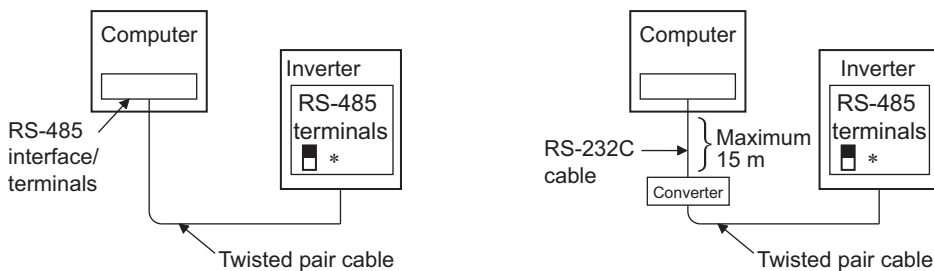 Computer
Inverter
RS-485
terminals
*
RS-485
interface/
terminals
Twisted pair cable
Computer
Inverter
RS-485
terminals
*
RS-232C
cable
Maximum
15 m
Converter
Twisted pair cable